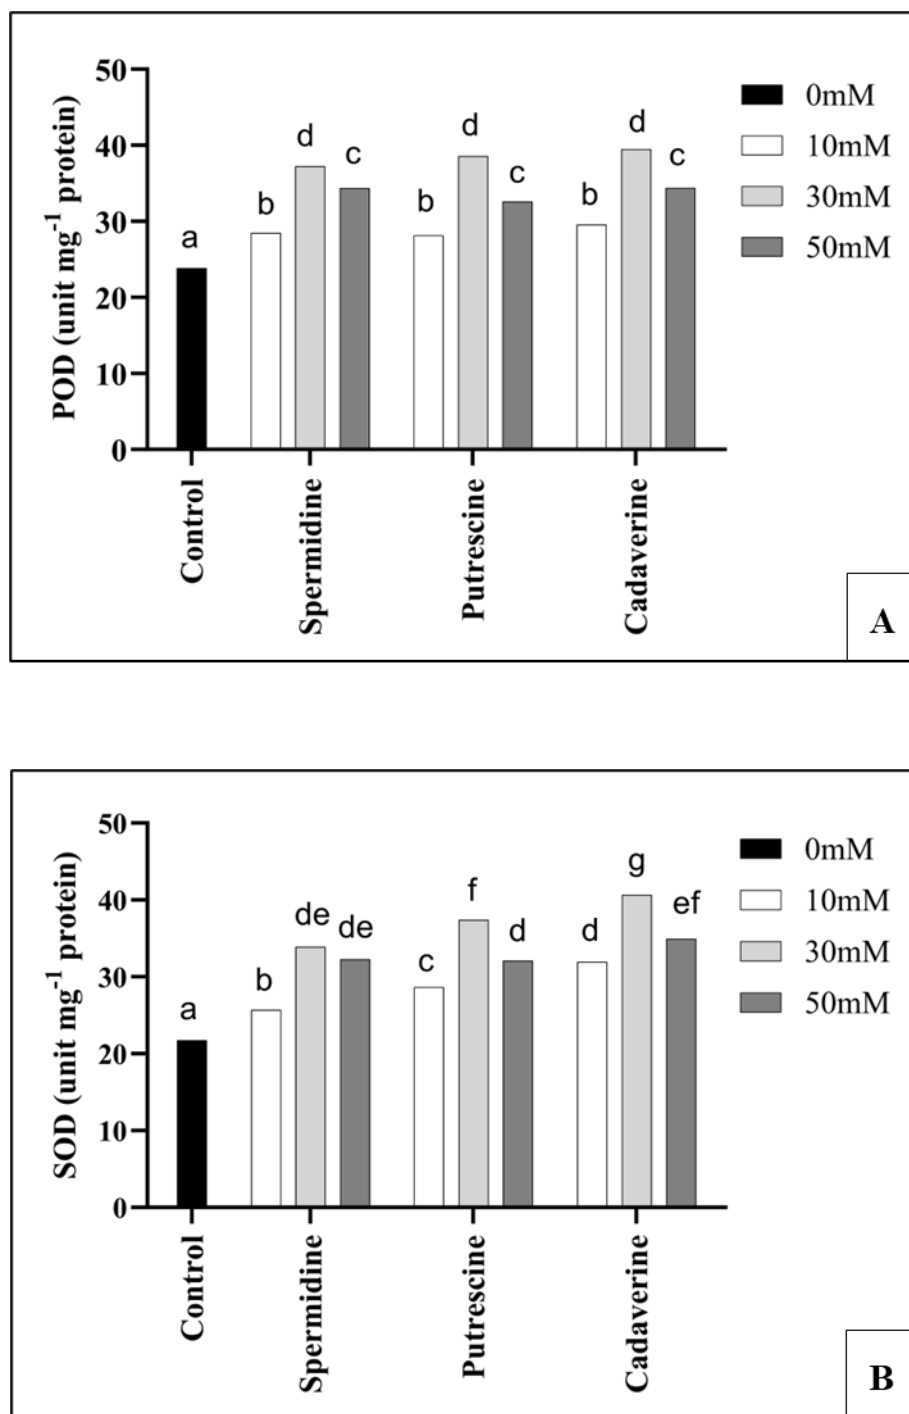 50
40
30
20
10
0
POD (unit mg⁻¹ protein)
a
b
d
c
b
d
c
b
d
c
Control
Spermidine
Putrescine
Cadaverine
0mM
10mM
30mM
50mM
A
50
40
30
20
10
0
SOD (unit mg⁻¹ protein)
a
b
de
de
c
f
d
d
g
ef
Control
Spermidine
Putrescine
Cadaverine
0mM
10mM
30mM
50mM
B